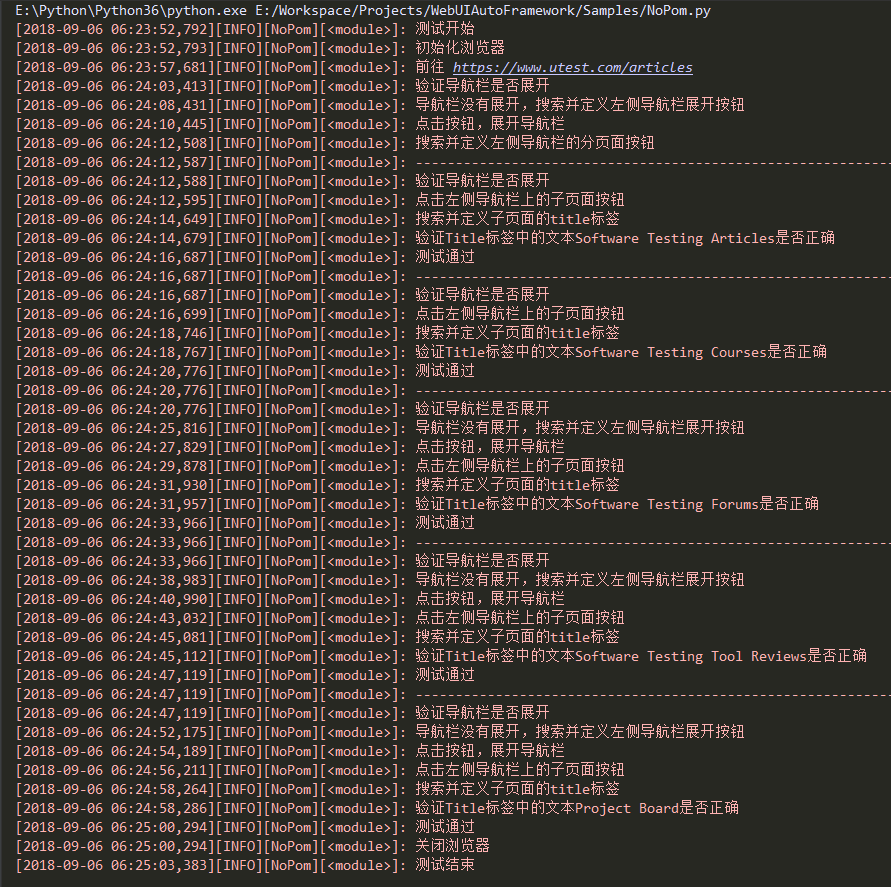 E:\Python\Python36\python.exe E:/Workspace/Projects/WebUIAutoFramework/Samples/NoPom.py
[2018-09-06 06:23:52,792][INFO][NoPom][<module>]: 测试开始
[2018-09-06 06:23:52,793][INFO][NoPom][<module>]: 初始化浏览器
[2018-09-06 06:23:57,681][INFO][NoPom][<module>]: 前往 https://www.utest.com/articles
[2018-09-06 06:24:03,413][INFO][NoPom][<module>]: 验证导航栏是否展开
[2018-09-06 06:24:08,431][INFO][NoPom][<module>]: 导航栏没有展开，搜索并定义左侧导航栏展开按钮
[2018-09-06 06:24:10,445][INFO][NoPom][<module>]: 点击按钮，展开导航栏
[2018-09-06 06:24:12,508][INFO][NoPom][<module>]: 搜索并定义左侧导航栏的分页面按钮
[2018-09-06 06:24:12,587][INFO][NoPom][<module>]: ------------------------------------------------------------
[2018-09-06 06:24:12,588][INFO][NoPom][<module>]: 验证导航栏是否展开
[2018-09-06 06:24:12,595][INFO][NoPom][<module>]: 点击左侧导航栏上的子页面按钮
[2018-09-06 06:24:14,649][INFO][NoPom][<module>]: 搜索并定义子页面的title标签
[2018-09-06 06:24:14,679][INFO][NoPom][<module>]: 验证Title标签中的文本Software Testing Articles是否正确
[2018-09-06 06:24:16,687][INFO][NoPom][<module>]: 测试通过
[2018-09-06 06:24:16,687][INFO][NoPom][<module>]: ------------------------------------------------------------
[2018-09-06 06:24:16,687][INFO][NoPom][<module>]: 验证导航栏是否展开
[2018-09-06 06:24:16,699][INFO][NoPom][<module>]: 点击左侧导航栏上的子页面按钮
[2018-09-06 06:24:18,746][INFO][NoPom][<module>]: 搜索并定义子页面的title标签
[2018-09-06 06:24:18,767][INFO][NoPom][<module>]: 验证Title标签中的文本Software Testing Courses是否正确
[2018-09-06 06:24:20,776][INFO][NoPom][<module>]: 测试通过
[2018-09-06 06:24:20,776][INFO][NoPom][<module>]: ------------------------------------------------------------
[2018-09-06 06:24:20,776][INFO][NoPom][<module>]: 验证导航栏是否展开
[2018-09-06 06:24:25,816][INFO][NoPom][<module>]: 导航栏没有展开，搜索并定义左侧导航栏展开按钮
[2018-09-06 06:24:27,829][INFO][NoPom][<module>]: 点击按钮，展开导航栏
[2018-09-06 06:24:29,878][INFO][NoPom][<module>]: 点击左侧导航栏上的子页面按钮
[2018-09-06 06:24:31,930][INFO][NoPom][<module>]: 搜索并定义子页面的title标签
[2018-09-06 06:24:31,957][INFO][NoPom][<module>]: 验证Title标签中的文本Software Testing Forums是否正确
[2018-09-06 06:24:33,966][INFO][NoPom][<module>]: 测试通过
[2018-09-06 06:24:33,966][INFO][NoPom][<module>]: ------------------------------------------------------------
[2018-09-06 06:24:33,966][INFO][NoPom][<module>]: 验证导航栏是否展开
[2018-09-06 06:24:38,983][INFO][NoPom][<module>]: 导航栏没有展开，搜索并定义左侧导航栏展开按钮
[2018-09-06 06:24:40,990][INFO][NoPom][<module>]: 点击按钮，展开导航栏
[2018-09-06 06:24:43,032][INFO][NoPom][<module>]: 点击左侧导航栏上的子页面按钮
[2018-09-06 06:24:45,081][INFO][NoPom][<module>]: 搜索并定义子页面的title标签
[2018-09-06 06:24:45,112][INFO][NoPom][<module>]: 验证Title标签中的文本Software Testing Tool Reviews是否正确
[2018-09-06 06:24:47,119][INFO][NoPom][<module>]: 测试通过
[2018-09-06 06:24:47,119][INFO][NoPom][<module>]: ------------------------------------------------------------
[2018-09-06 06:24:47,119][INFO][NoPom][<module>]: 验证导航栏是否展开
[2018-09-06 06:24:52,175][INFO][NoPom][<module>]: 导航栏没有展开，搜索并定义左侧导航栏展开按钮
[2018-09-06 06:24:54,189][INFO][NoPom][<module>]: 点击按钮，展开导航栏
[2018-09-06 06:24:56,211][INFO][NoPom][<module>]: 点击左侧导航栏上的子页面按钮
[2018-09-06 06:24:58,264][INFO][NoPom][<module>]: 搜索并定义子页面的title标签
[2018-09-06 06:24:58,286][INFO][NoPom][<module>]: 验证Title标签中的文本Project Board是否正确
[2018-09-06 06:25:00,294][INFO][NoPom][<module>]: 测试通过
[2018-09-06 06:25:00,294][INFO][NoPom][<module>]: 关闭浏览器
[2018-09-06 06:25:03,383][INFO][NoPom][<module>]: 测试结束